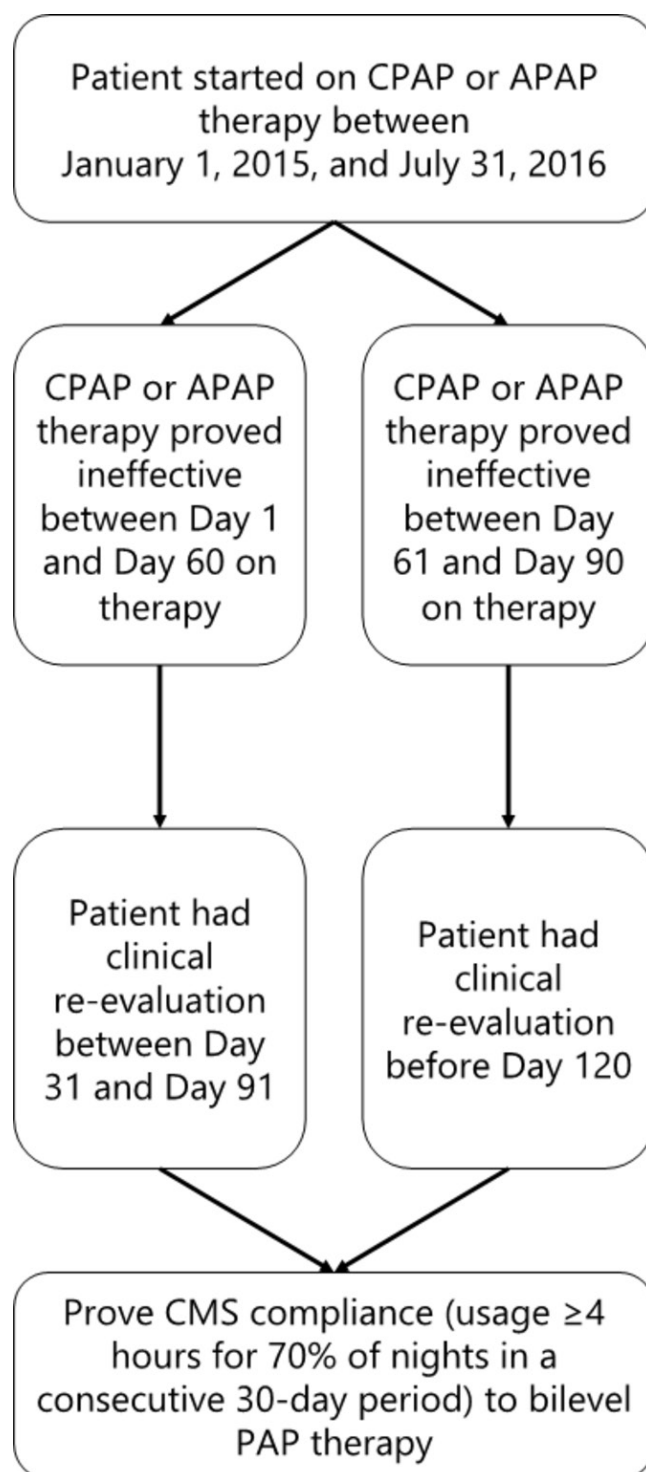 Patient started on CPAP or APAP
therapy between
January 1, 2015, and July 31, 2016
CPAP or APAP
therapy proved
ineffective
between Day 1
and Day 60 on
therapy
CPAP or APAP
therapy proved
ineffective
between Day
61 and Day 90
on therapy
Patient had
clinical
re-evaluation
between Day
31 and Day 91
Patient had
clinical
re-evaluation
before Day 120
Prove CMS compliance (usage ≥4
hours for 70% of nights in a
consecutive 30-day period) to bilevel
PAP therapy